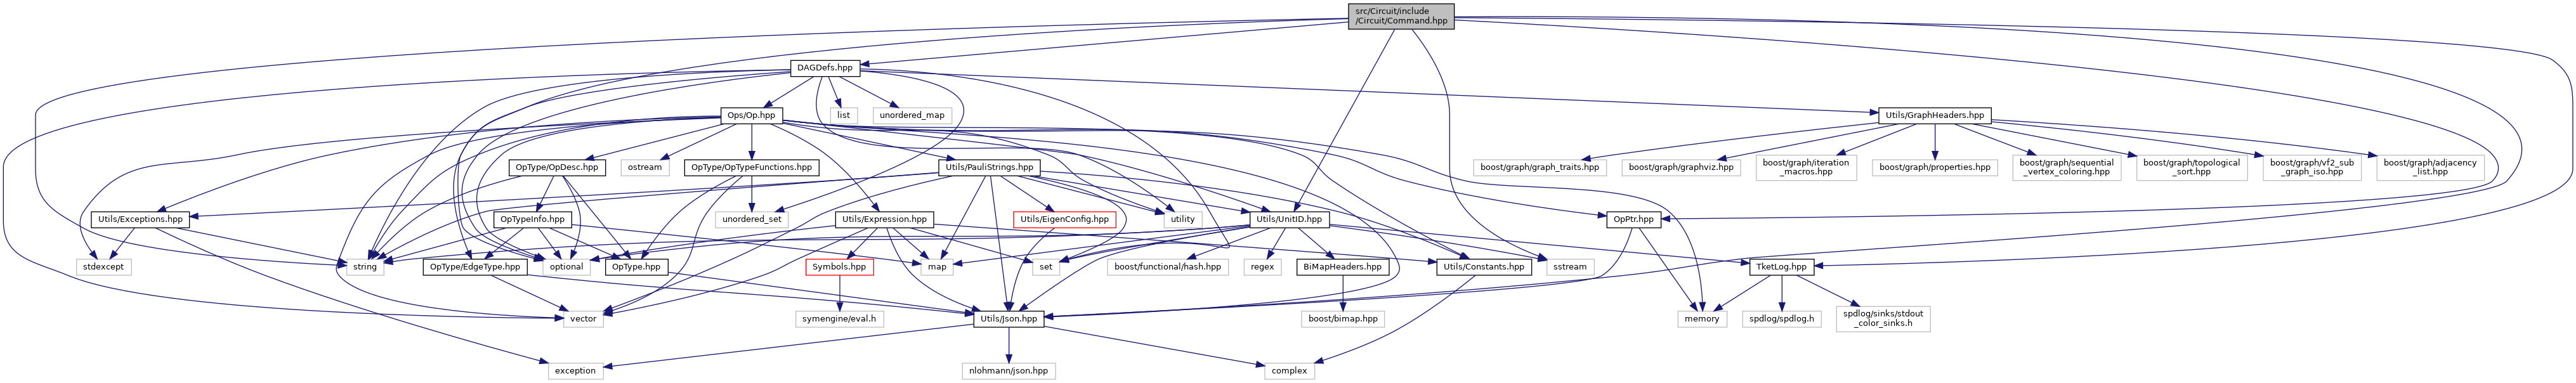 src/Circuit/include
/Circuit/Command.hpp
DAGDefs.hpp
Ops/Op.hpp
list
unordered_map
Utils/GraphHeaders.hpp
OpType/OpDesc.hpp
ostream
OpType/OpTypeFunctions.hpp
Utils/PauliStrings.hpp
boost/graph/graph_traits.hpp
boost/graph/graphviz.hpp
boost/graph/iteration
_macros.hpp
boost/graph/properties.hpp
boost/graph/sequential
_vertex_coloring.hpp
boost/graph/topological
_sort.hpp
boost/graph/vf2_sub
_graph_iso.hpp
boost/graph/adjacency
_list.hpp
Utils/Exceptions.hpp
OpTypeInfo.hpp
unordered_set
Utils/Expression.hpp
Utils/EigenConfig.hpp
utility
Utils/UnitID.hpp
OpPtr.hpp
stdexcept
string
OpType/EdgeType.hpp
optional
OpType.hpp
Symbols.hpp
map
set
boost/functional/hash.hpp
regex
BiMapHeaders.hpp
Utils/Constants.hpp
sstream
TketLog.hpp
vector
symengine/eval.h
Utils/Json.hpp
boost/bimap.hpp
memory
spdlog/spdlog.h
spdlog/sinks/stdout
_color_sinks.h
exception
nlohmann/json.hpp
complex